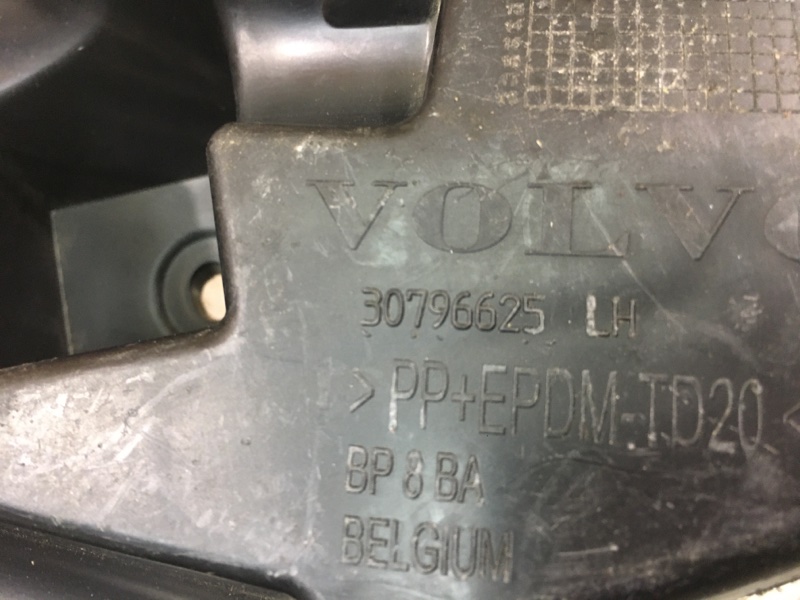 VOLVO
30796625 LH
>PP+EPDM-TD20<
BP 8 BA
BELGIUM